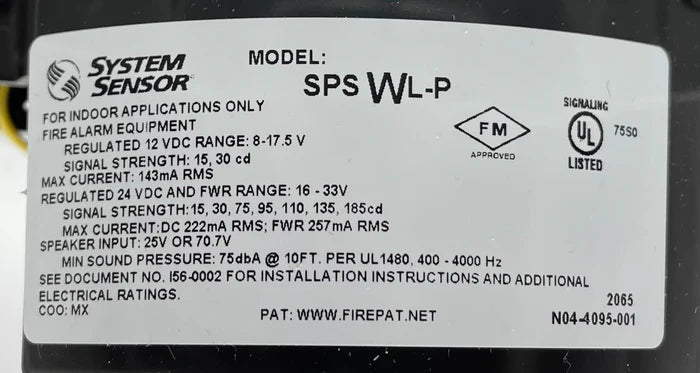 SYSTEM
SENSOR
MODEL:
SPS WL-P
FOR INDOOR APPLICATIONS ONLY
FIRE ALARM EQUIPMENT
REGULATED 12 VDC RANGE: 8-17.5 V
SIGNAL STRENGTH: 15, 30 cd
MAX CURRENT: 143mA RMS
REGULATED 24 VDC AND FWR RANGE: 16 - 33V
SIGNAL STRENGTH:15, 30, 75, 95, 110, 135, 185cd
MAX CURRENT:DC 222mA RMS; FWR 257mA RMS
SPEAKER INPUT: 25V OR 70.7V
MIN SOUND PRESSURE: 75dbA @ 10FT. PER UL1480, 400 - 4000 Hz
SEE DOCUMENT NO. I56-0002 FOR INSTALLATION INSTRUCTIONS AND ADDITIONAL
ELECTRICAL RATINGS.
COO: MX
PAT: WWW.FIREPAT.NET
FM
APPROVED
SIGNALING
UL
75S0
LISTED
2065
N04-4095-001